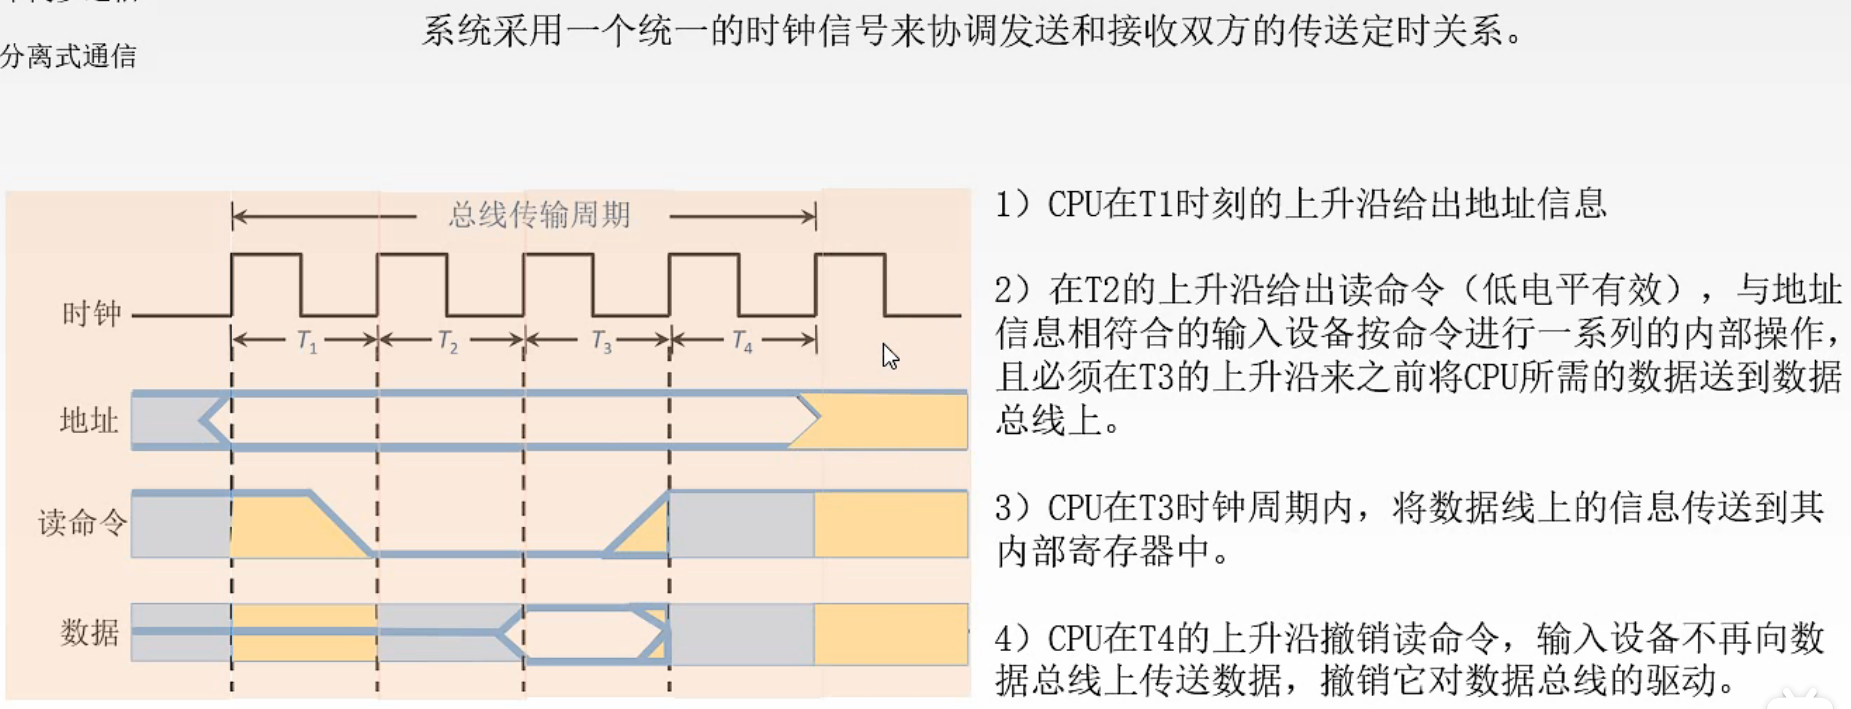 分离式通信
系统采用一个统一的时钟信号来协调发送和接收双方的传送定时关系。
总线传输周期
时钟
T1
T2
T3
T4
地址
读命令
数据
1）CPU在T1时刻的上升沿给出地址信息
2）在T2的上升沿给出读命令（低电平有效），与地址
信息相符合的输入设备按命令进行一系列的内部操作，
且必须在T3的上升沿来之前将CPU所需的数据送到数据
总线上。
3）CPU在T3时钟周期内，将数据线上的信息传送到其
内部寄存器中。
4）CPU在T4的上升沿撤销读命令，输入设备不再向数
据总线上传送数据，撤销它对数据总线的驱动。